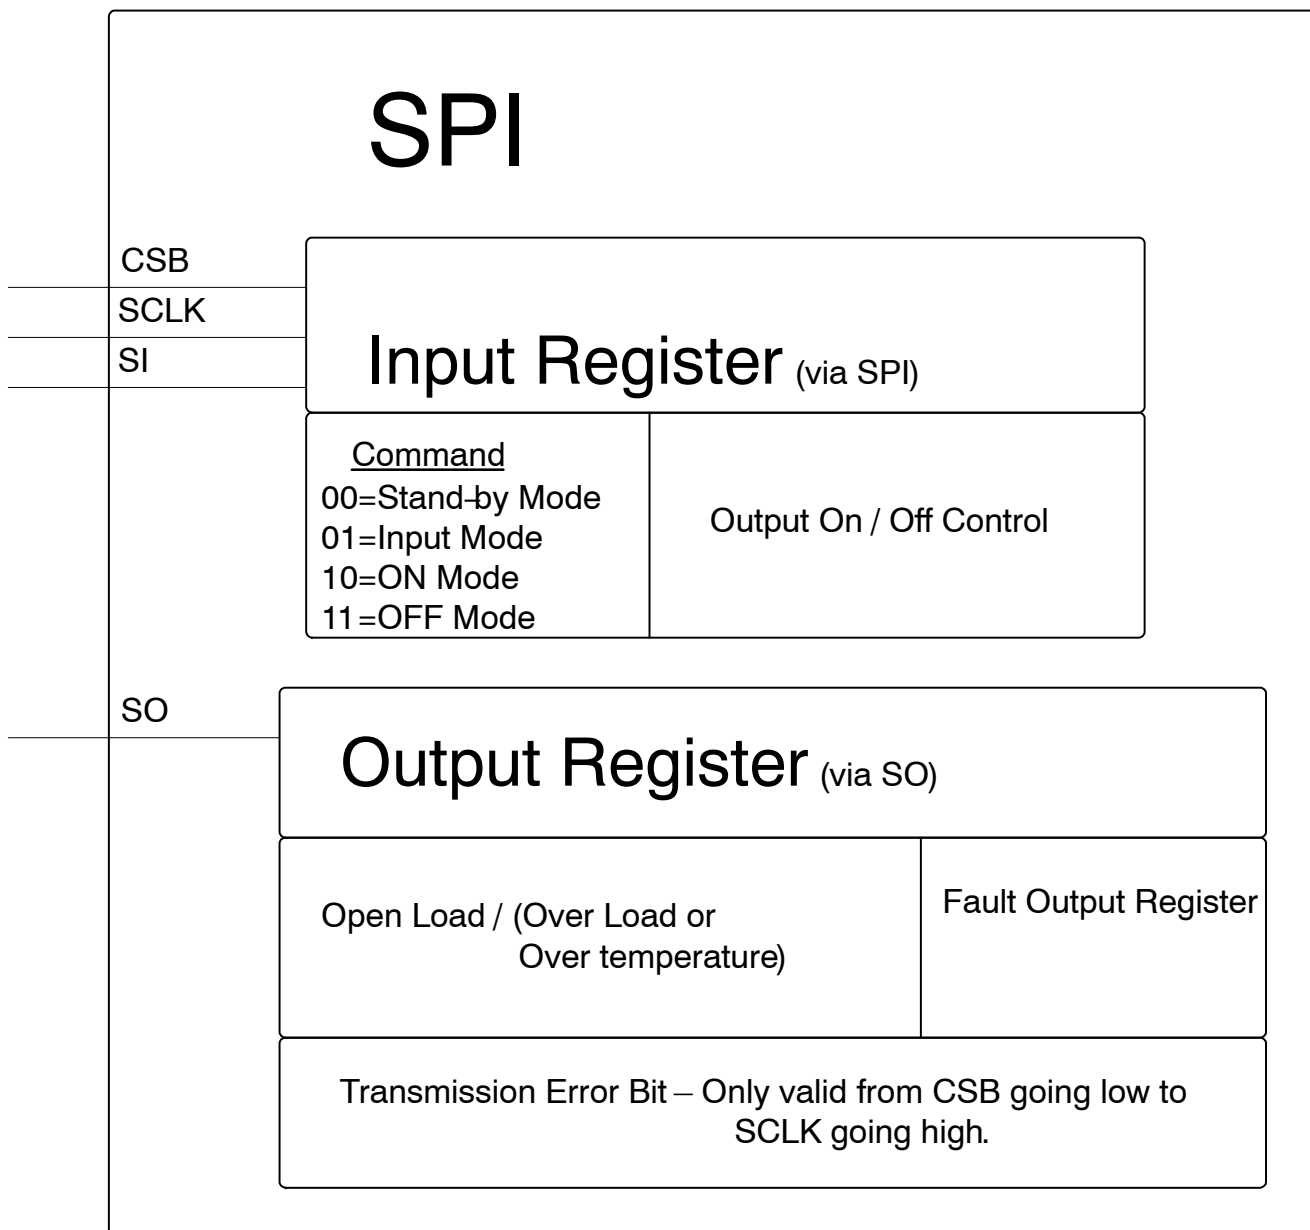 SPI
CSB
SCLK
SI
Input Register (via SPI)
Command
00=Stand-by Mode
01=Input Mode
10=ON Mode
11=OFF Mode
Output On / Off Control
SO
Output Register (via SO)
Open Load / (Over Load or
Over temperature)
Fault Output Register
Transmission Error Bit – Only valid from CSB going low to
SCLK going high.